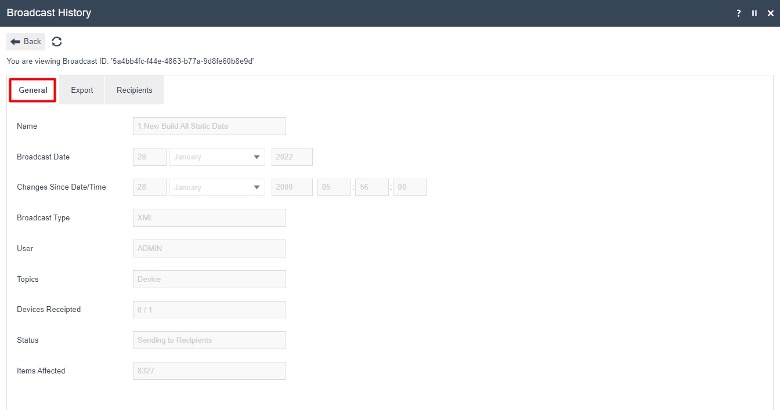 Broadcast History
? II ×
Back
You are viewing Broadcast ID: '5a4bb4fc-f44e-4863-b77a-9d8fe60b8e9d'
General Export Recipients
Name 1.New Build All Static Data
Broadcast Date 28 January 2022
Changes Since Date/Time 28 January 2000 05 : 56 : 00
Broadcast Type XMl
User ADMIN
Topics Device
Devices Receipted 0 / 1
Status Sending to Recipients
Items Affected 8327